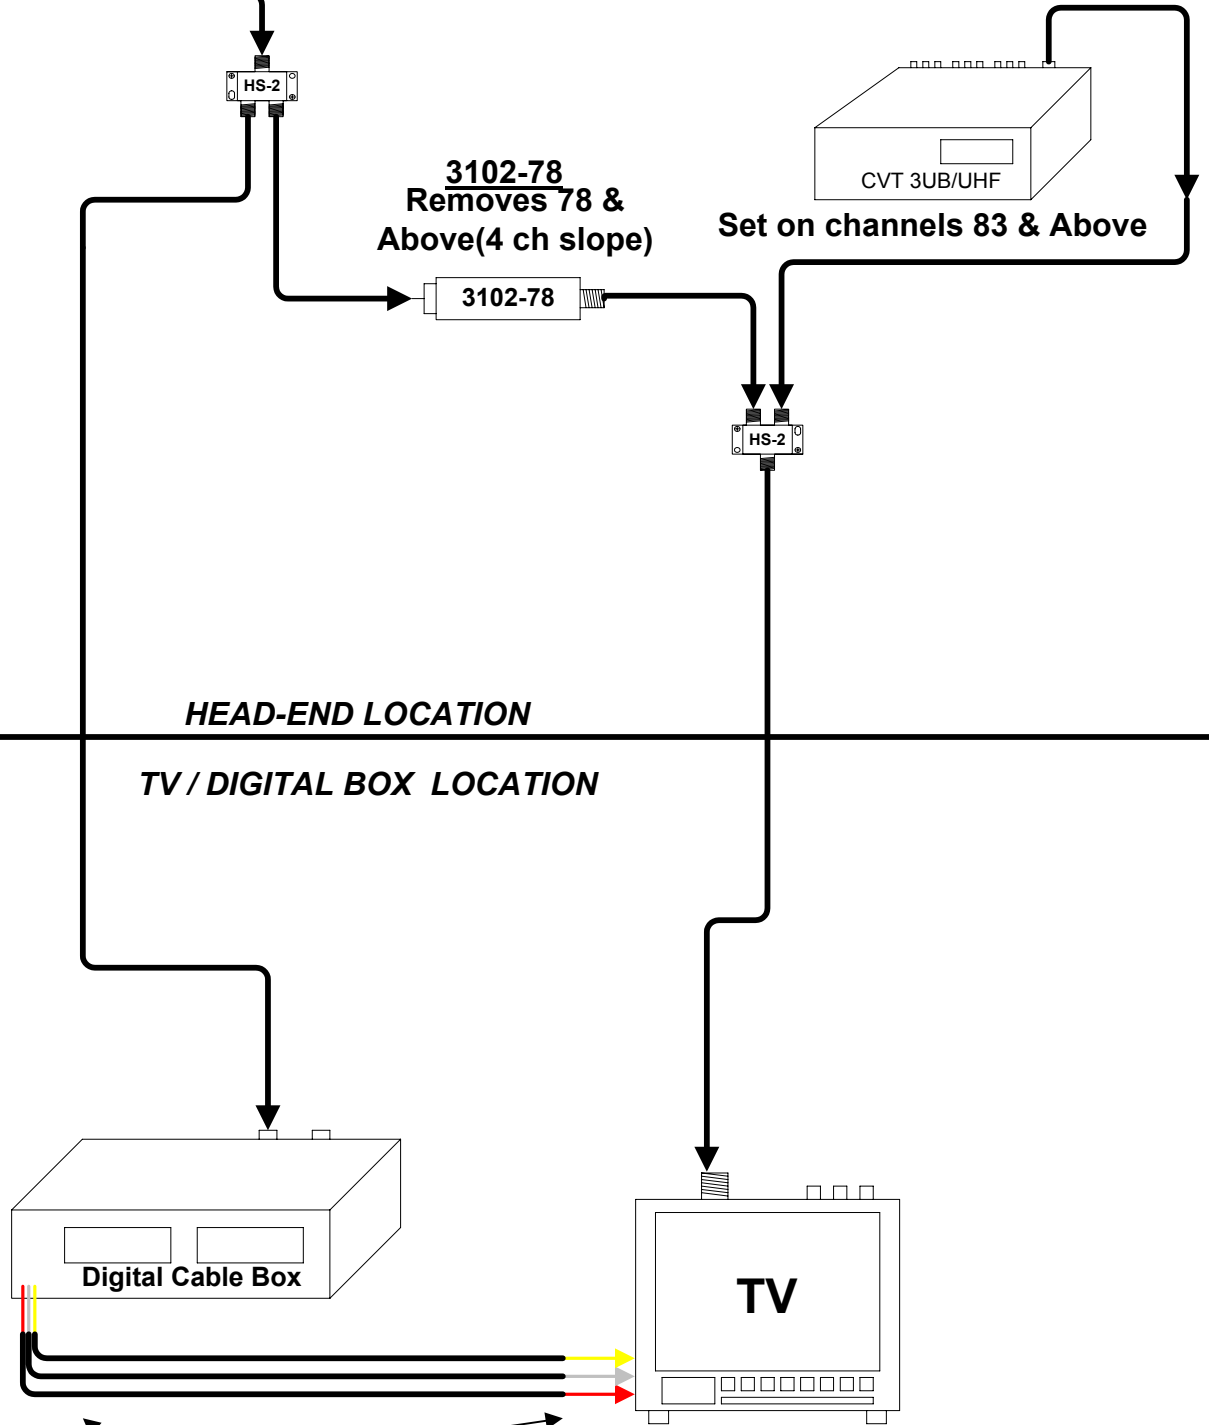 HS-2
3102-78
Removes 78 &
Above(4 ch slope)
CVT 3UB/UHF
Set on channels 83 & Above
3102-78
HS-2
HEAD-END LOCATION
TV / DIGITAL BOX LOCATION
Digital Cable Box
TV